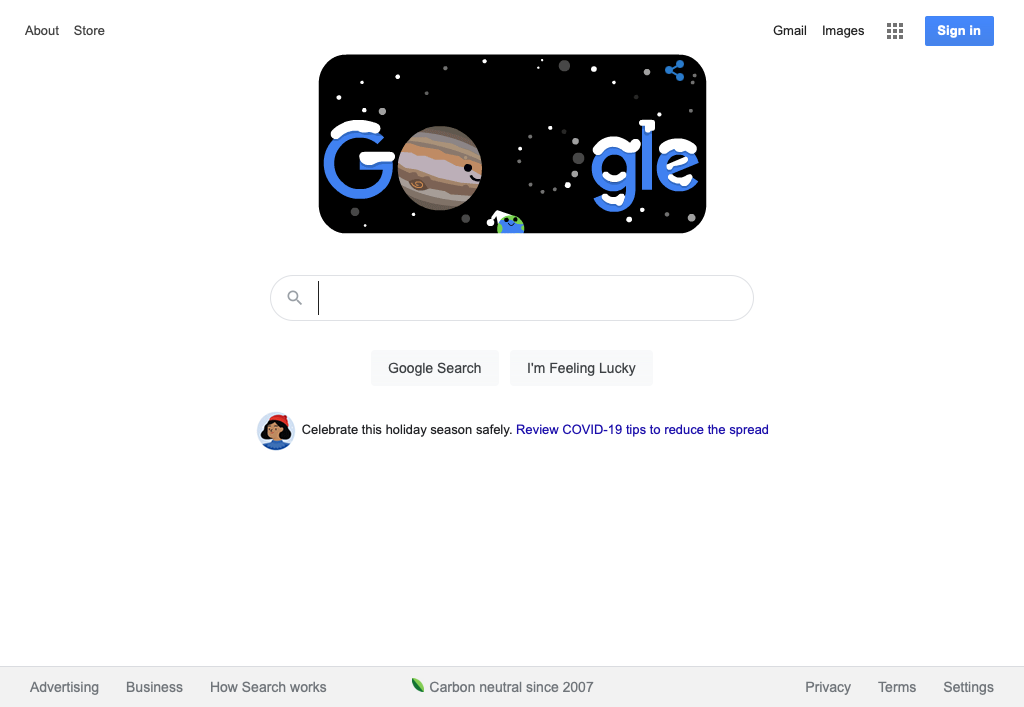 About Store
Gmail Images
Sign in
Google
Google Search
I'm Feeling Lucky
Celebrate this holiday season safely. Review COVID-19 tips to reduce the spread
Advertising Business How Search works
Carbon neutral since 2007
Privacy Terms Settings